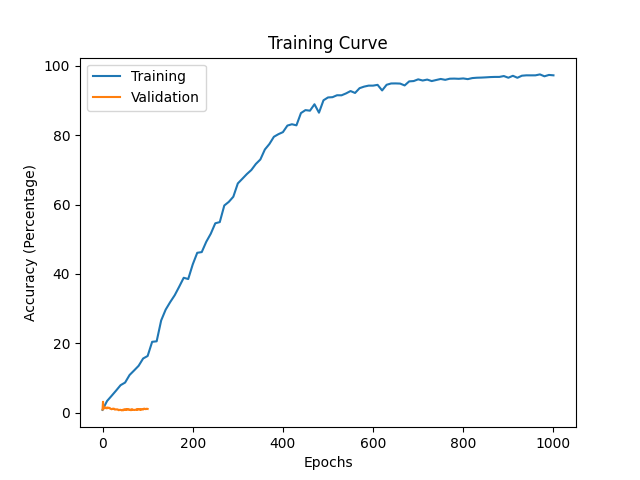 Training Curve
Training
Validation
Accuracy (Percentage)
100
80
60
40
20
0
0 200 400 600 800 1000
Epochs